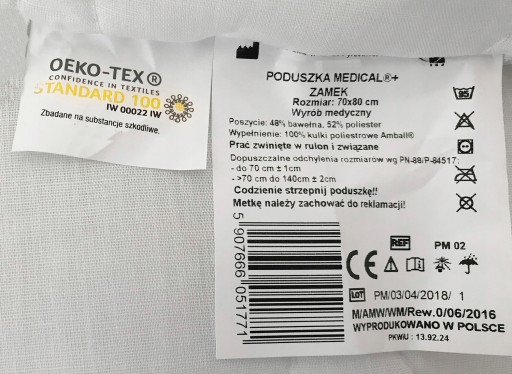 OEKO-TEX®
CONFIDENCE IN TEXTILES
STANDARD 100
IW 00022 IW
Zbadane na substancje szkodliwe.
PODUSZKA MEDICAL®+
ZAMEK
Rozmiar: 70x80 cm
Wyrób medyczny
Poszycie: 48% bawełna, 52% poliester
Wypełnienie: 100% kulki poliestrowe Amball®
Prać zwinięte w rulon i związane
Dopuszczalne odchylenia rozmiarów wg PN-88/P-84517:
- do 70 cm ± 1cm
- >70 cm do 140cm ± 2cm
Codzienie strzepnij poduszkę!!
Metkę należy zachować do reklamacji!
5 907666 051771
REF PM 02
CE
LOT PM/03/04/2018/ 1
M/AMW/WM/Rew.0/06/2016
WYPRODUKOWANO W POLSCE
PKWiU : 13.92.24